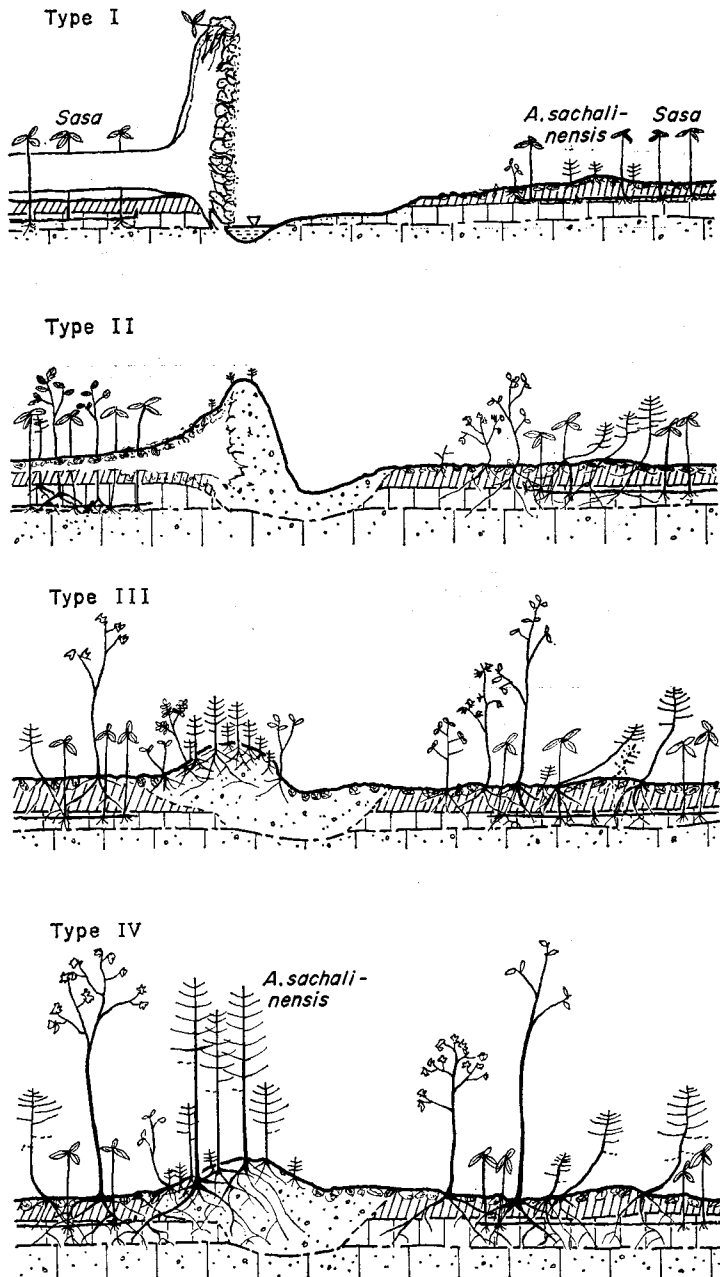 Type I
Sasa
A. sachali-
nensis
Sasa
Type II
Type III
Type IV
A. sachali-
nensis